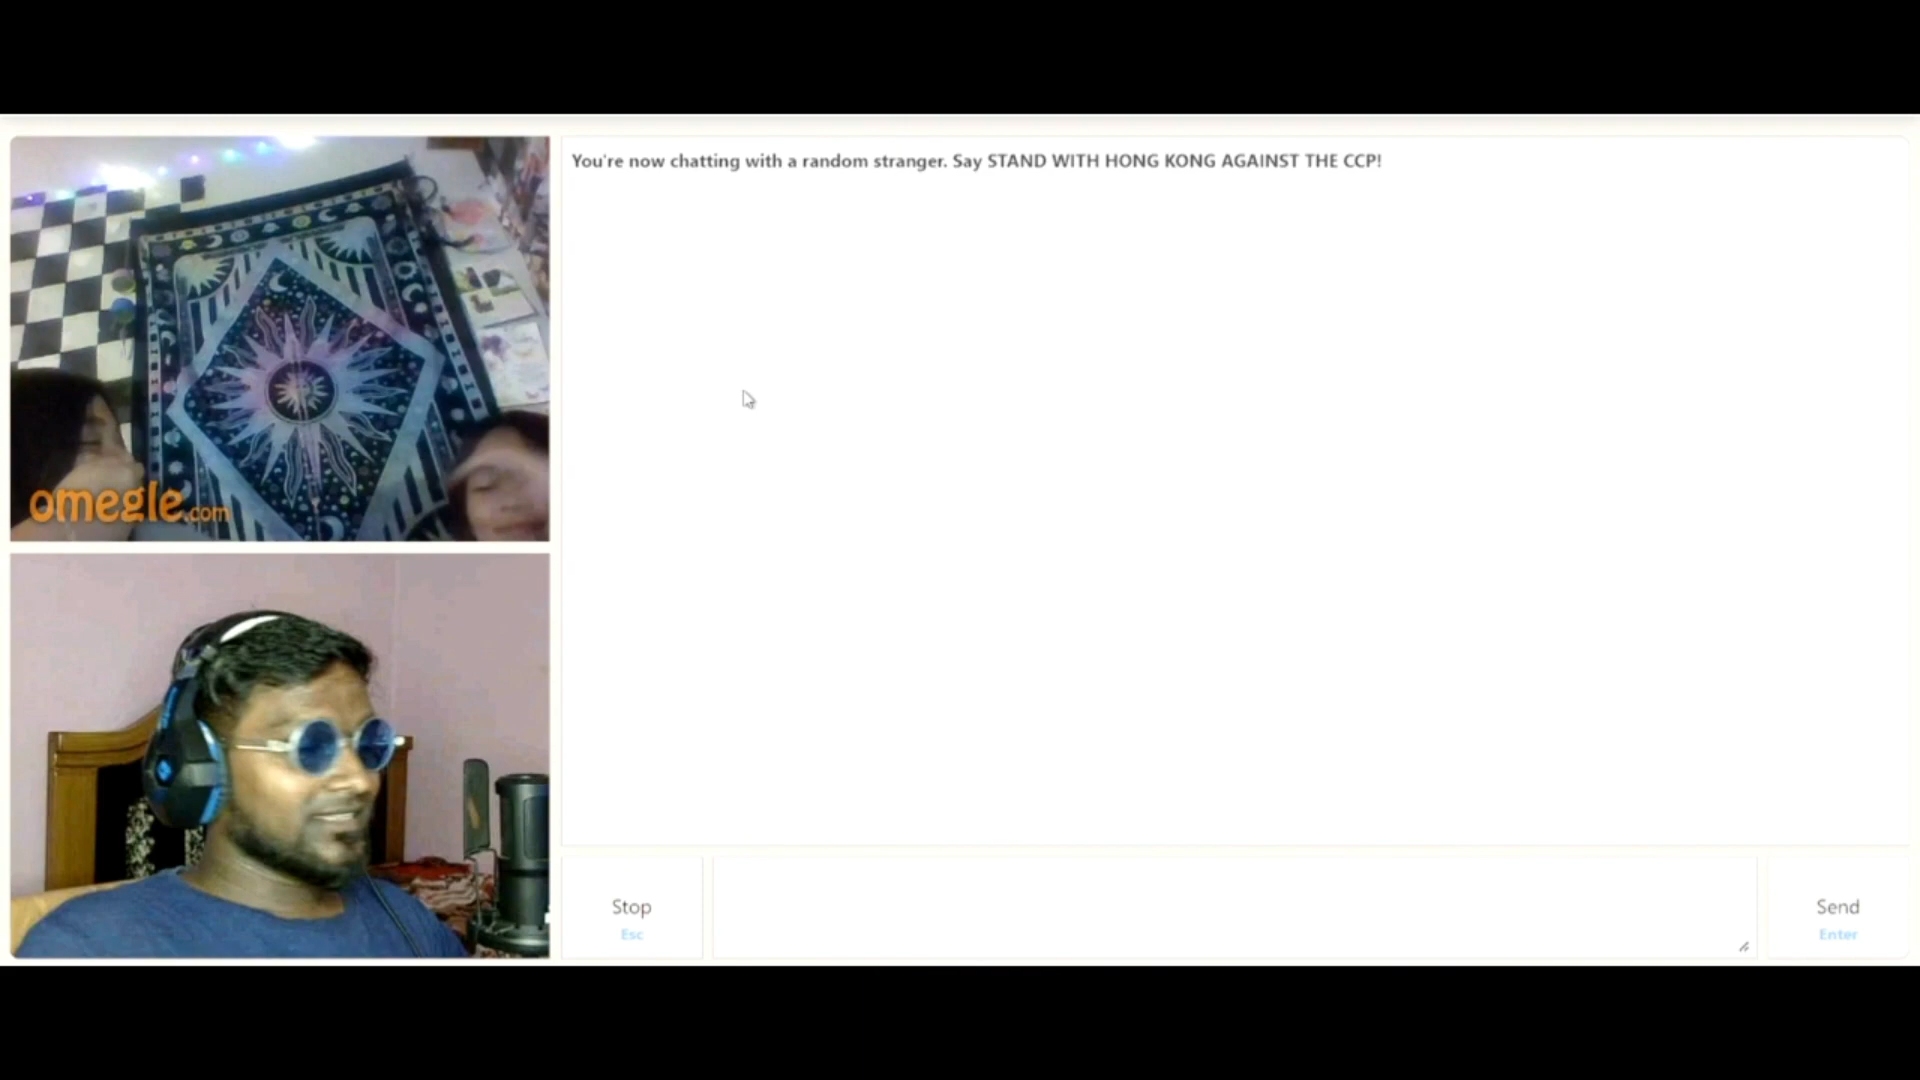 You're now chatting with a random stranger. Say STAND WITH HONG KONG AGAINST THE CCP!
omegle.com
Stop
Esc
Send
Enter